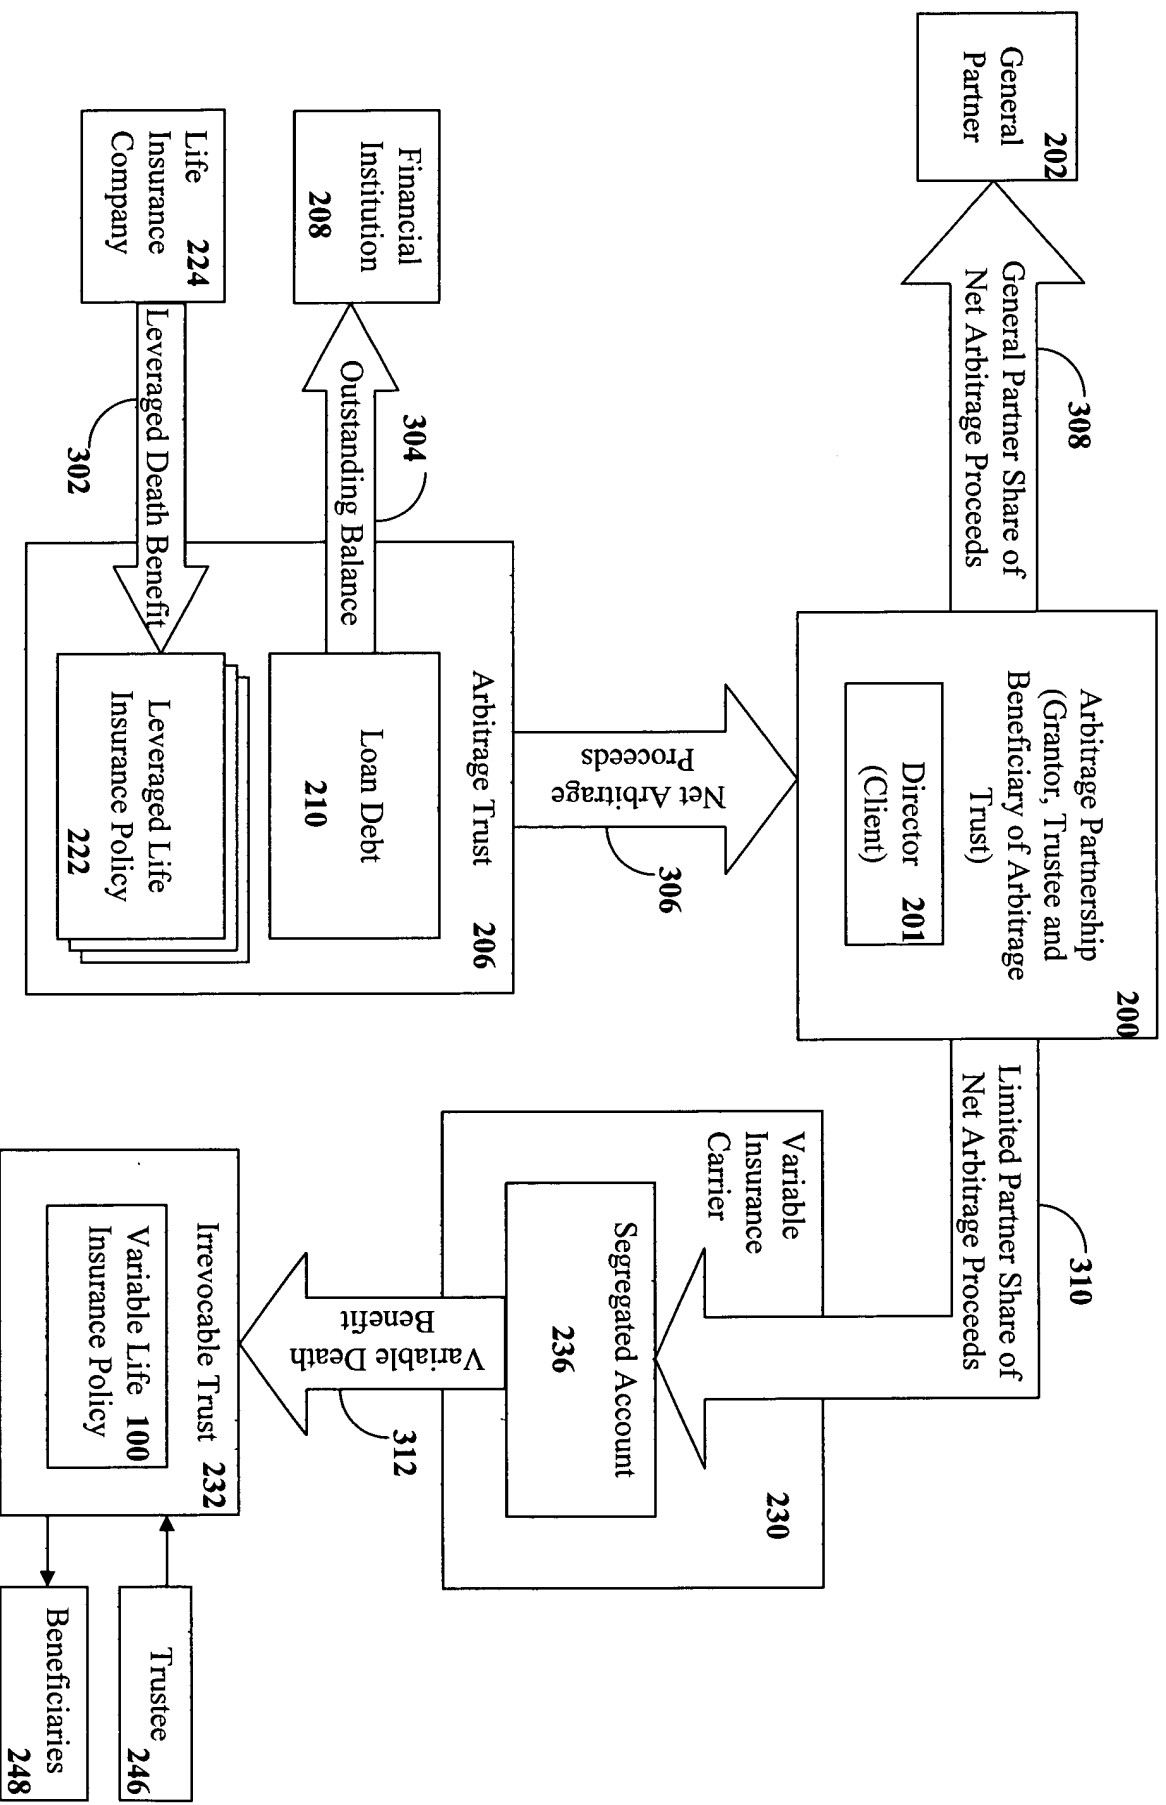 General
Partner
202
General Partner Share of
Net Arbitrage Proceeds
308
Arbitrage Partnership
(Grantor, Trustee and
Beneficiary of Arbitrage
Trust)
200
Director
(Client)
201
Limited Partner Share of
Net Arbitrage Proceeds
310
Financial
Institution
208
Outstanding Balance
304
Life
Insurance
Company
224
Leveraged Death Benefit
302
Arbitrage Trust
206
Loan Debt
210
Leveraged Life
Insurance Policy
222
Net Arbitrage
Proceeds
306
Variable
Insurance
Carrier
230
Segregated Account
236
Variable Death
Benefit
312
Irrevocable Trust
232
Variable Life
Insurance Policy
100
Trustee
246
Beneficiaries
248